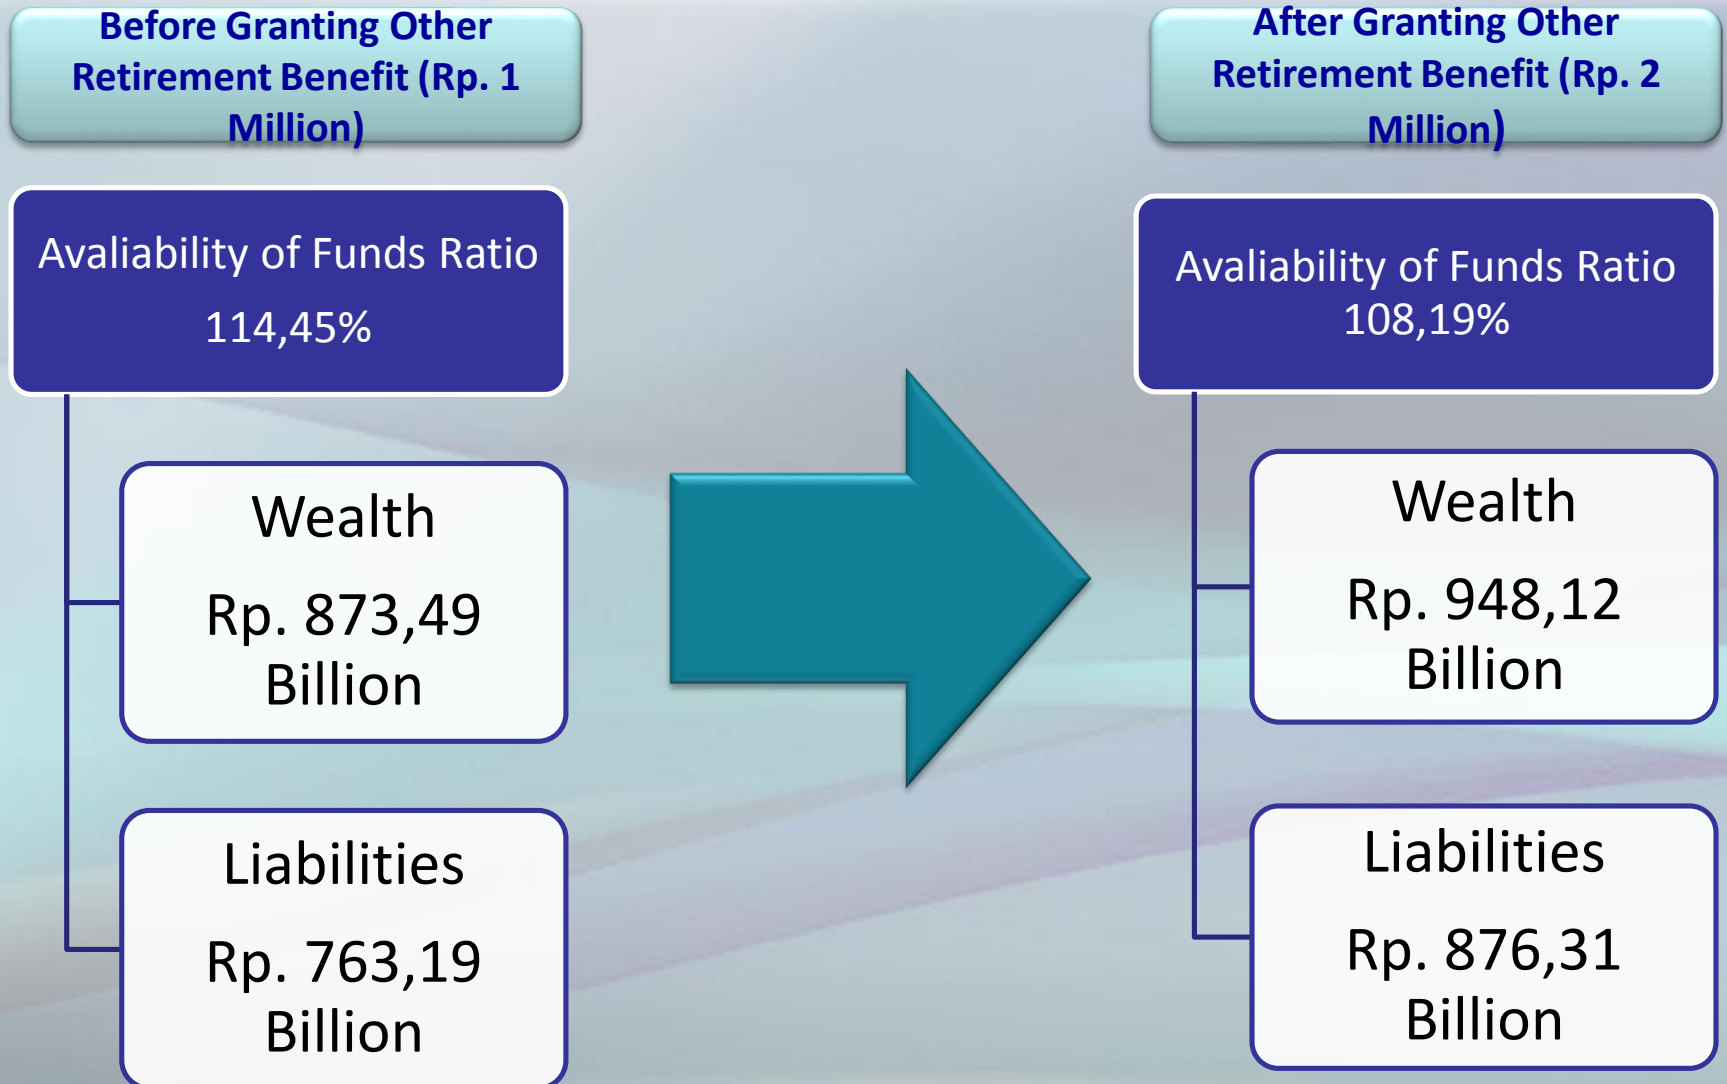 Before Granting Other
Retirement Benefit (Rp. 1
Million)
Avaliability of Funds Ratio
114,45%
Wealth
Rp. 873,49
Billion
Liabilities
Rp. 763,19
Billion
After Granting Other
Retirement Benefit (Rp. 2
Million)
Avaliability of Funds Ratio
108,19%
Wealth
Rp. 948,12
Billion
Liabilities
Rp. 876,31
Billion